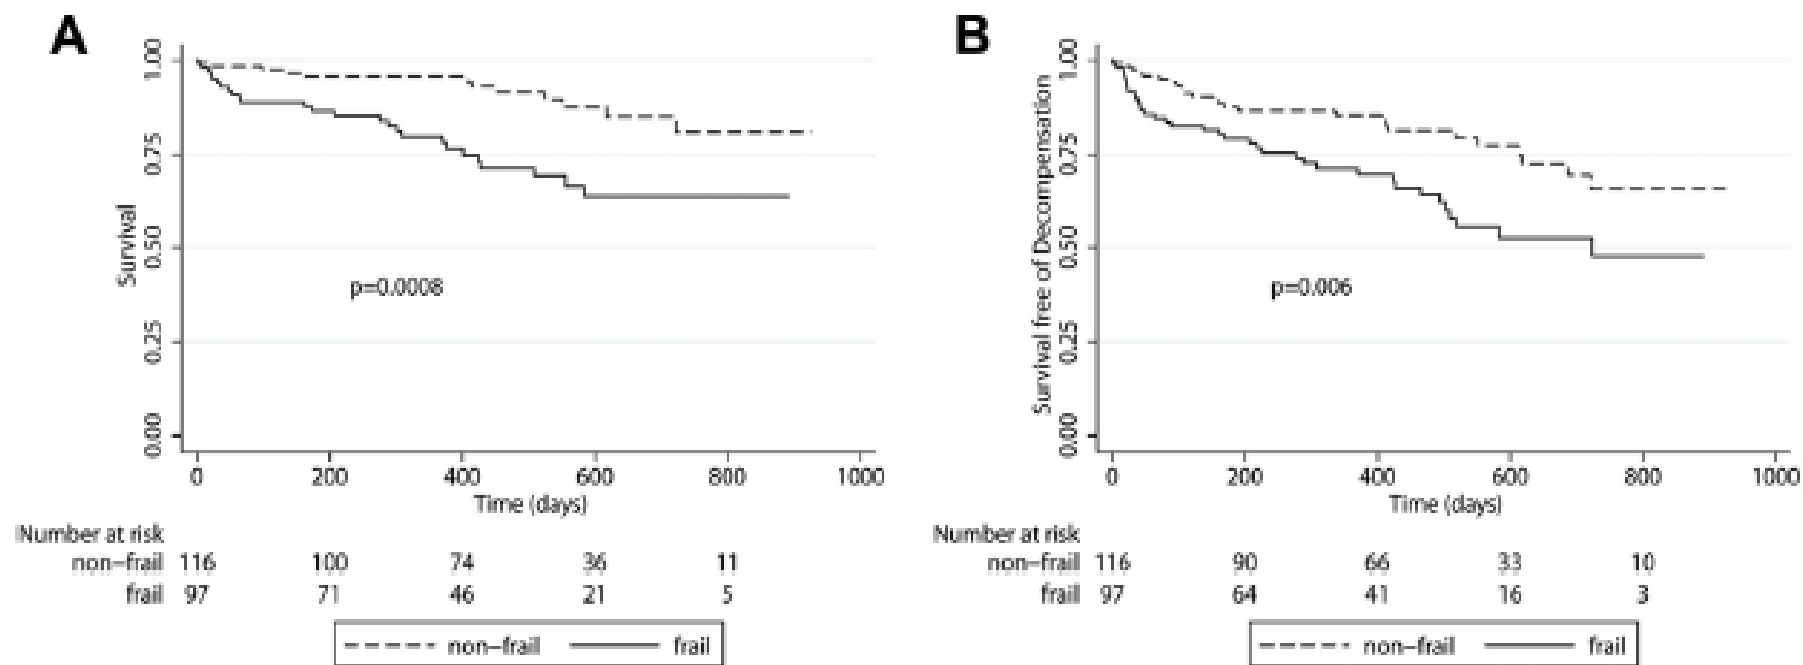 A
Survival
1.00
0.75
0.50
0.25
0.00
p=0.0008
0 200 400 600 800 1000
Time (days)
Number at risk
non-frail 116 100 74 36 11
frail 97 71 46 21 5
non-frail frail
B
Survival free of Decompensation
1.00
0.75
0.50
0.25
0.00
p=0.006
0 200 400 600 800 1000
Time (days)
Number at risk
non-frail 116 90 66 33 10
frail 97 64 41 16 3
non-frail frail